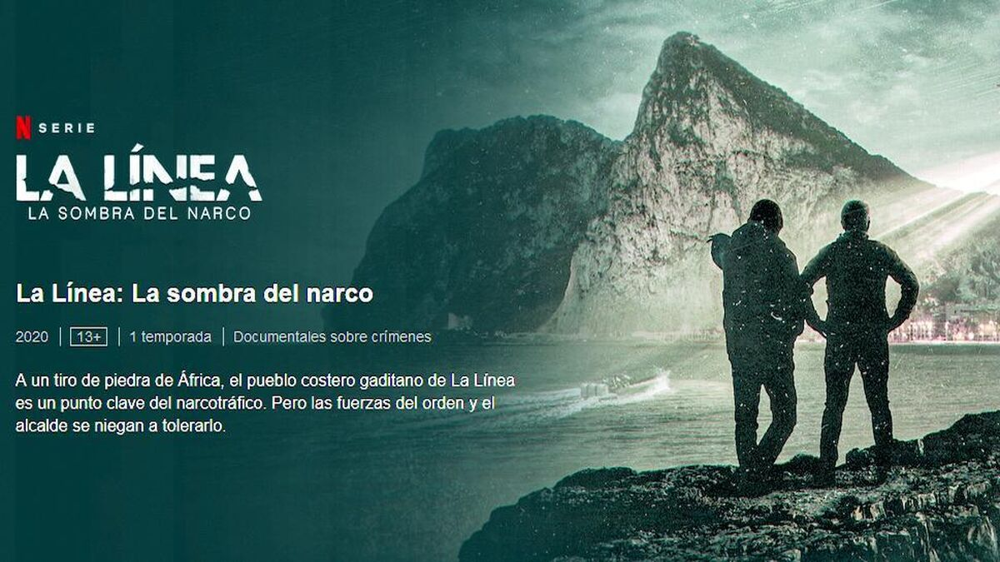 N SERIE
LA LÍNEA
LA SOMBRA DEL NARCO
La Línea: La sombra del narco
2020 | 13+ | 1 temporada | Documentales sobre crímenes
A un tiro de piedra de África, el pueblo costero gaditano de La Línea
es un punto clave del narcotráfico. Pero las fuerzas del orden y el
alcalde se niegan a tolerarlo.